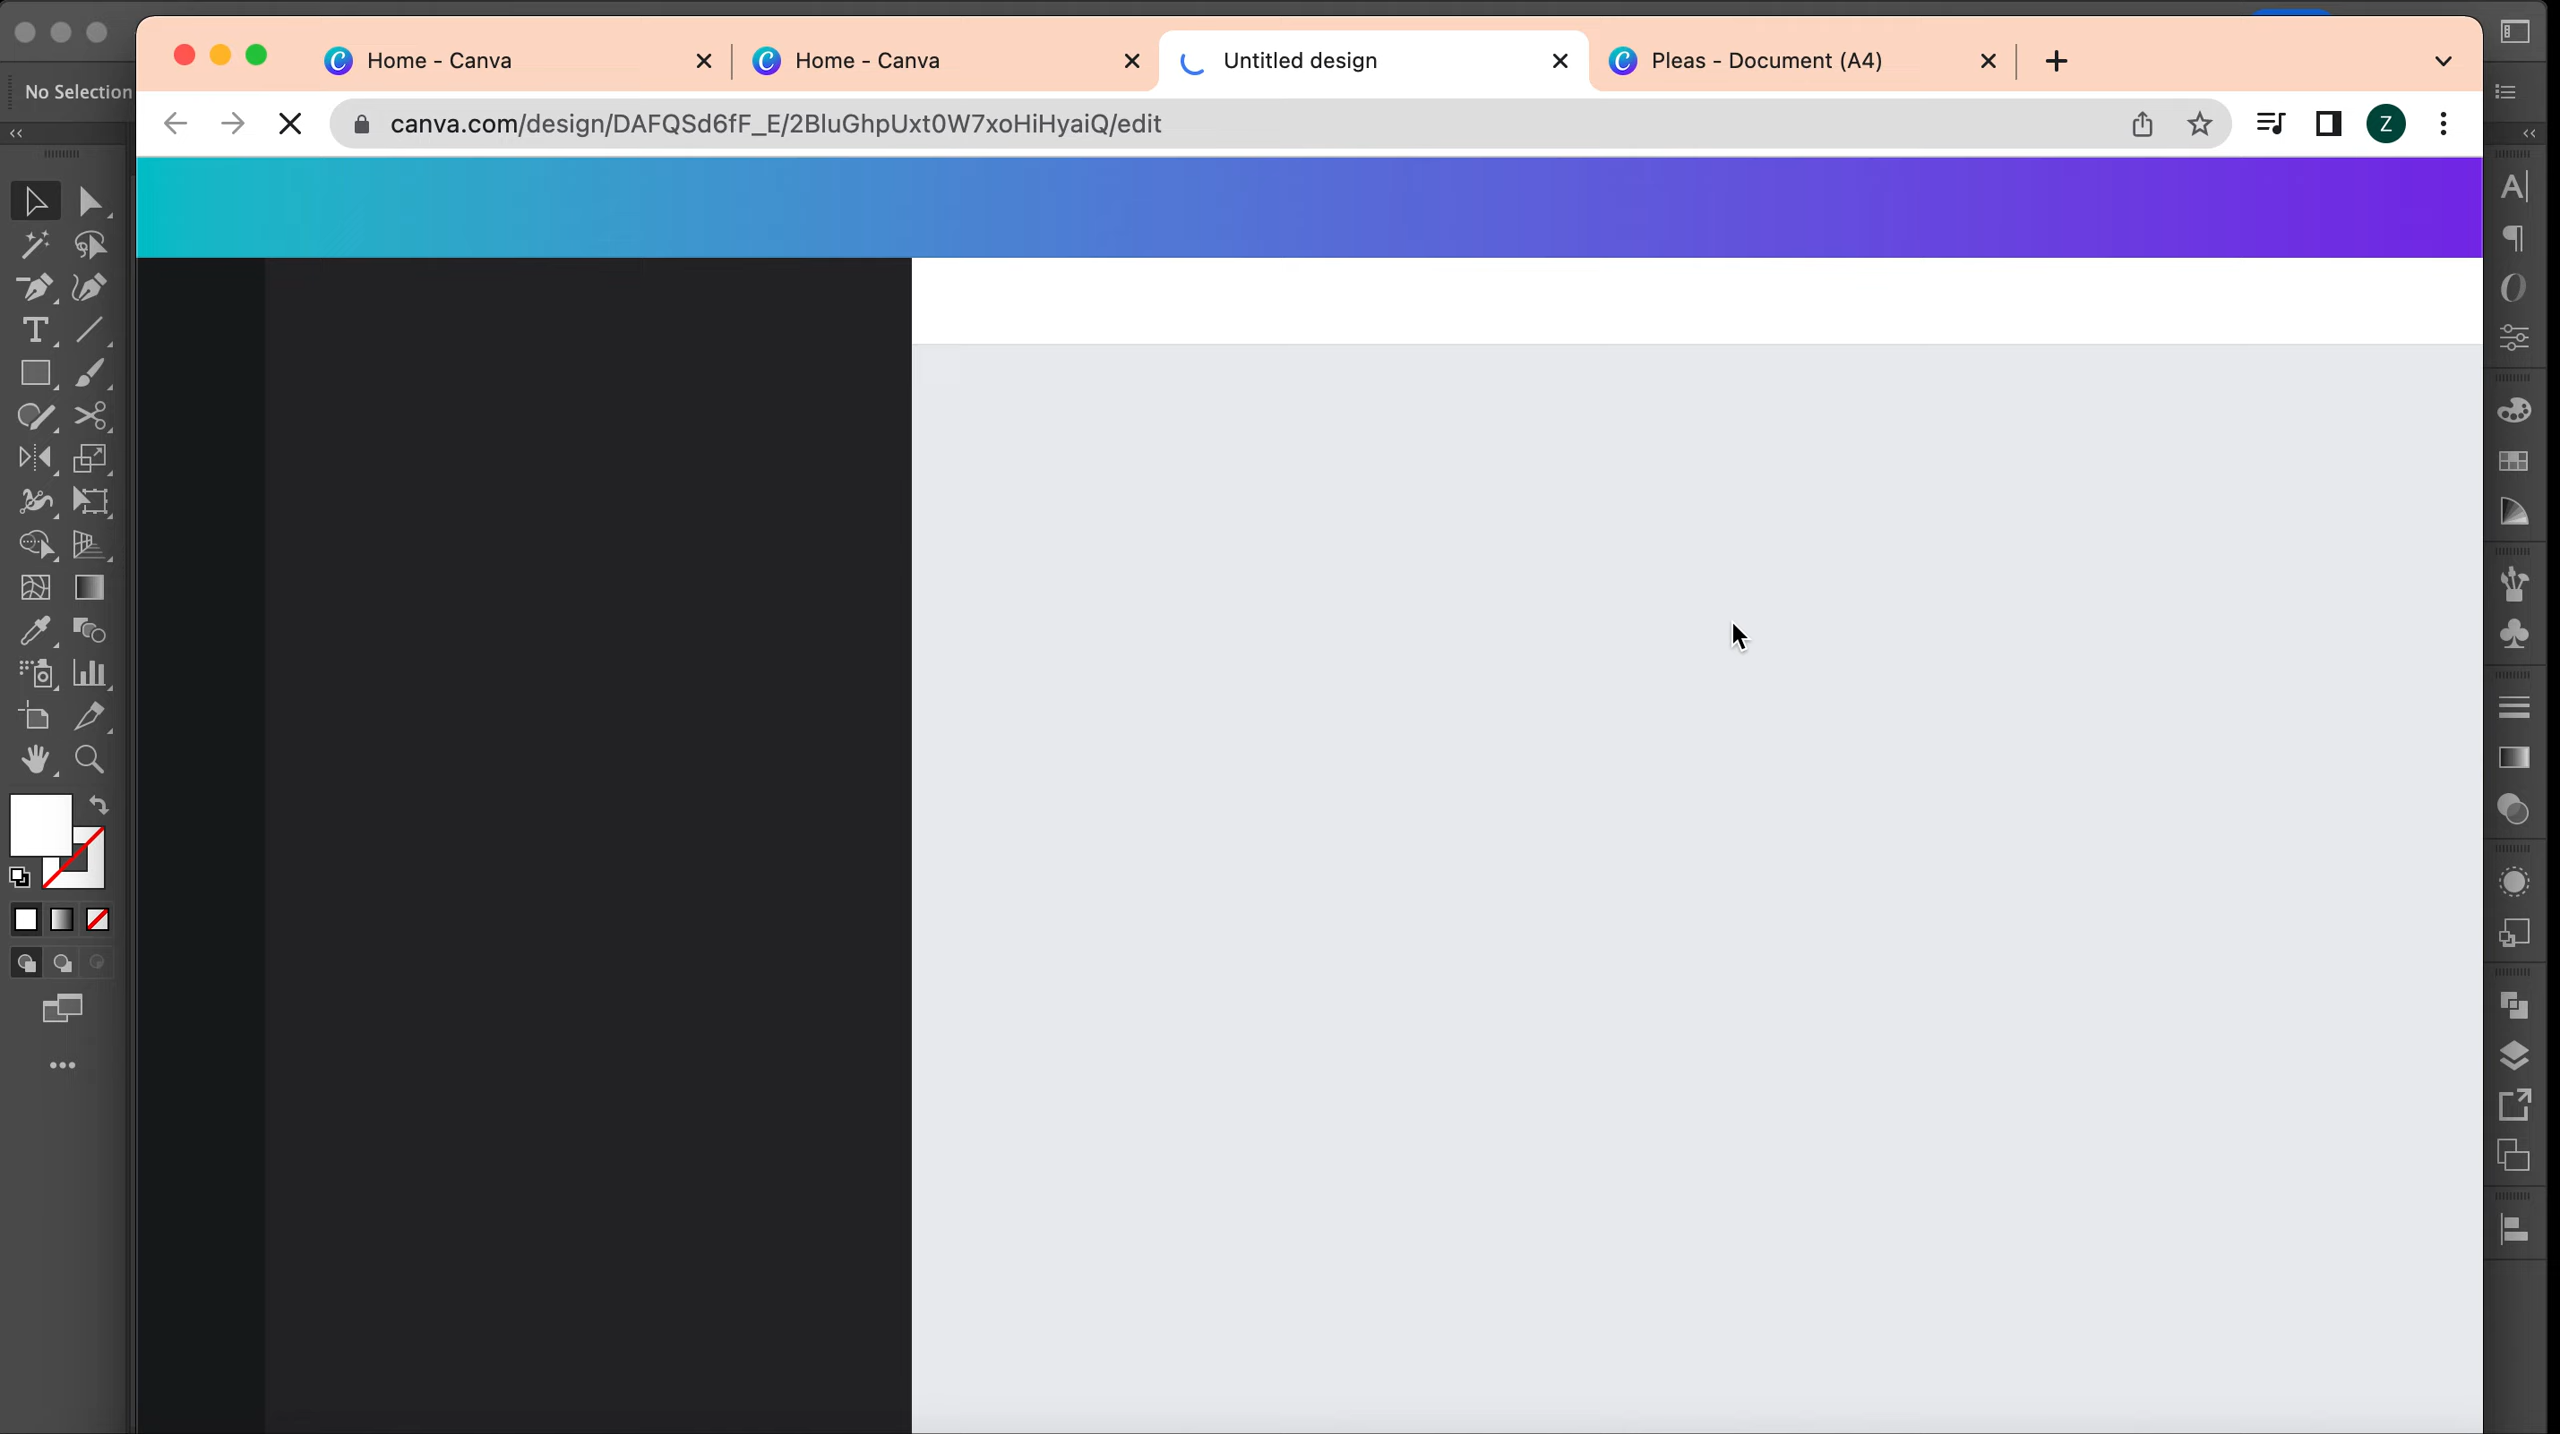 Home - Canva
Home - Canva
Untitled design
Pleas - Document (A4)
No Selection
canva.com/design/DAFQSd6fF_E/2BluGhpUxt0W7xoHiHyaiQ/edit
Z